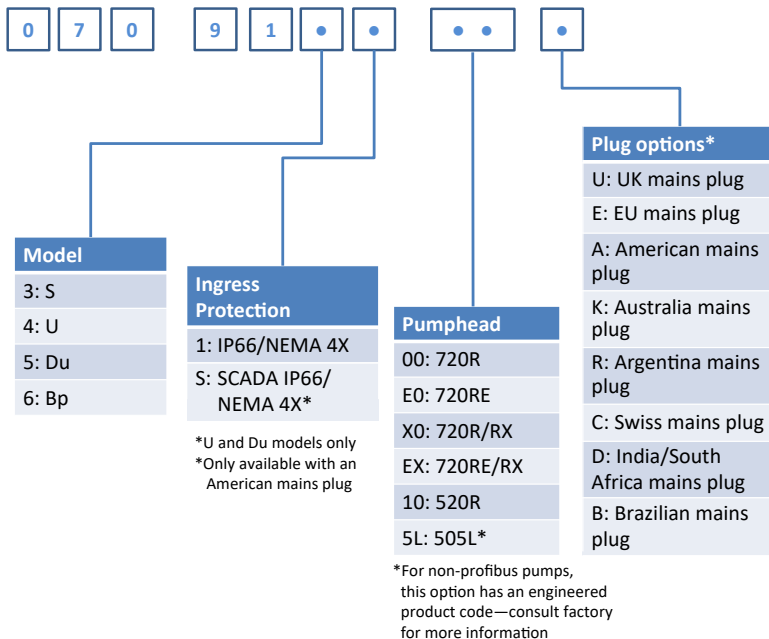 0 7 0 9 1 • • • • •
Model
3: S
4: U
5: Du
6: Bp
Ingress
Protection
1: IP66/NEMA 4X
S: SCADA IP66/
NEMA 4X*
*U and Du models only
*Only available with an
American mains plug
Pumphead
00: 720R
E0: 720RE
X0: 720R/RX
EX: 720RE/RX
10: 520R
5L: 505L*
*For non-profibus pumps,
this option has an engineered
product code—consult factory
for more information
Plug options*
U: UK mains plug
E: EU mains plug
A: American mains
plug
K: Australia mains
plug
R: Argentina mains
plug
C: Swiss mains plug
D: India/South
Africa mains plug
B: Brazilian mains
plug